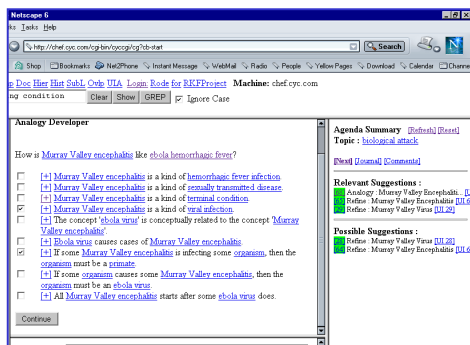 Netscape 6
ks Tasks Help
http://chef.cyc.com/cgi-bin/cyccgi/cg?cb-start Search
Shop Bookmarks Net2Phone Instant Message WebMail Radio People Yellow Pages Download Calendar Channe
p Doc Hier Hist SubL Ovlp UIA Login: Rode for RKFProject Machine: chef.cyc.com
ng condition Clear Show GREP Ignore Case
Analogy Developer
How is Murray Valley encephalitis like ebola hemorrhagic fever?
[+] Murray Valley encephalitis is a kind of hemorrhagic fever infection.
[+] Murray Valley encephalitis is a kind of sexually transmitted disease.
[+] Murray Valley encephalitis is a kind of terminal condition.
[+] Murray Valley encephalitis is a kind of viral infection.
[+] The concept 'ebola virus' is conceptually related to the concept 'Murray
Valley encephalitis'.
[+] Ebola virus causes cases of Murray Valley encephalitis.
[+] If some Murray Valley encephalitis is infecting some organism, then the
organism must be a primate.
[+] If some organism causes some Murray Valley encephalitis, then the
organism must be an ebola virus.
[+] All Murray Valley encephalitis starts after some ebola virus does.
Continue
Agenda Summary [Refresh] [Reset]
Topic : biological attack
[Next] [Journal] [Comments]
Relevant Suggestions :
Analogy : Murray Valley Encephaliti...
Refine : Murray Valley Encephalitis [UI 6
[29] Refine : Murray Valley Virus [UI 29]
Possible Suggestions :
[28] Refine : Murray Valley Virus [UI 28]
[64] Refine : Murray Valley Encephalitis [UI 6